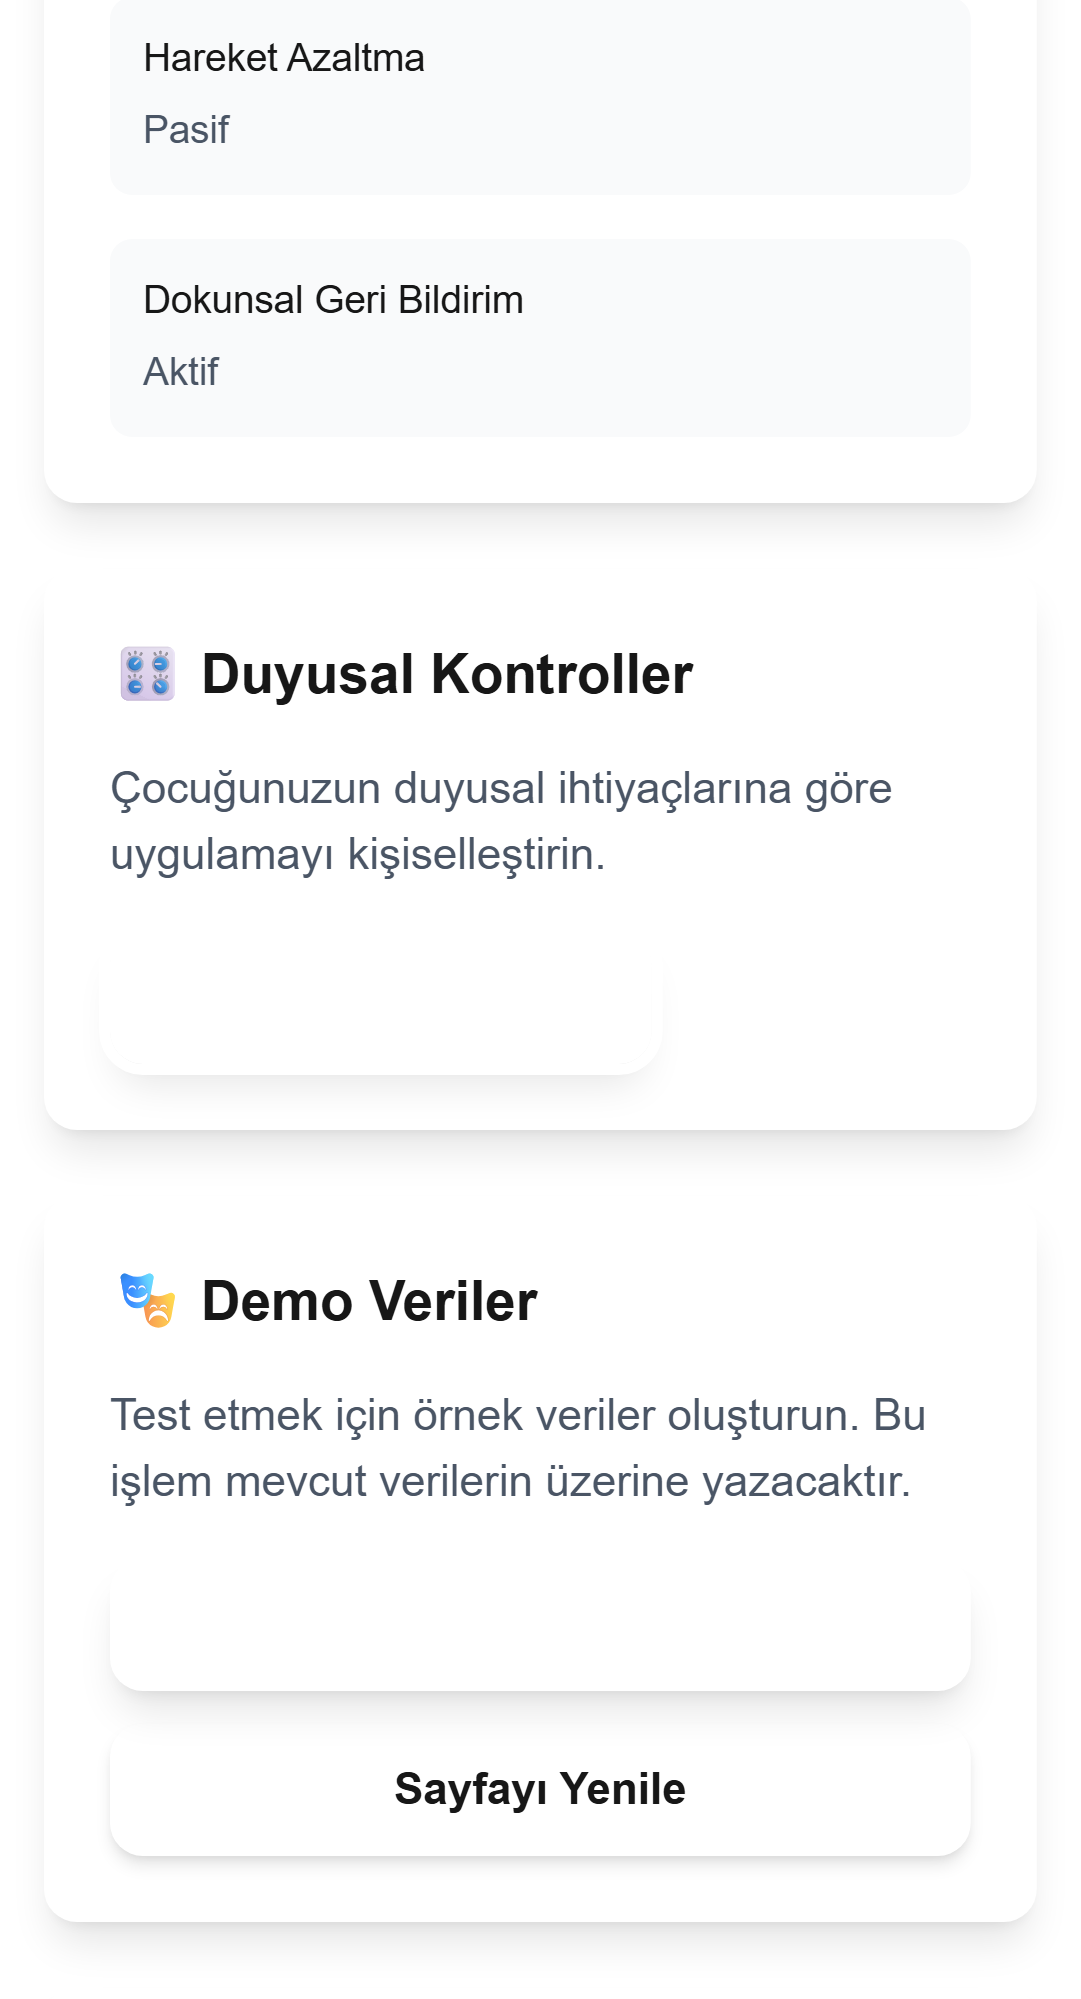 Hareket Azaltma
Pasif
Dokunsal Geri Bildirim
Aktif
Duyusal Kontroller
Çocuğunuzun duyusal ihtiyaçlarına göre
uygulamayı kişiselleştirin.
Demo Veriler
Test etmek için örnek veriler oluşturun. Bu
işlem mevcut verilerin üzerine yazacaktır.
Sayfayı Yenile